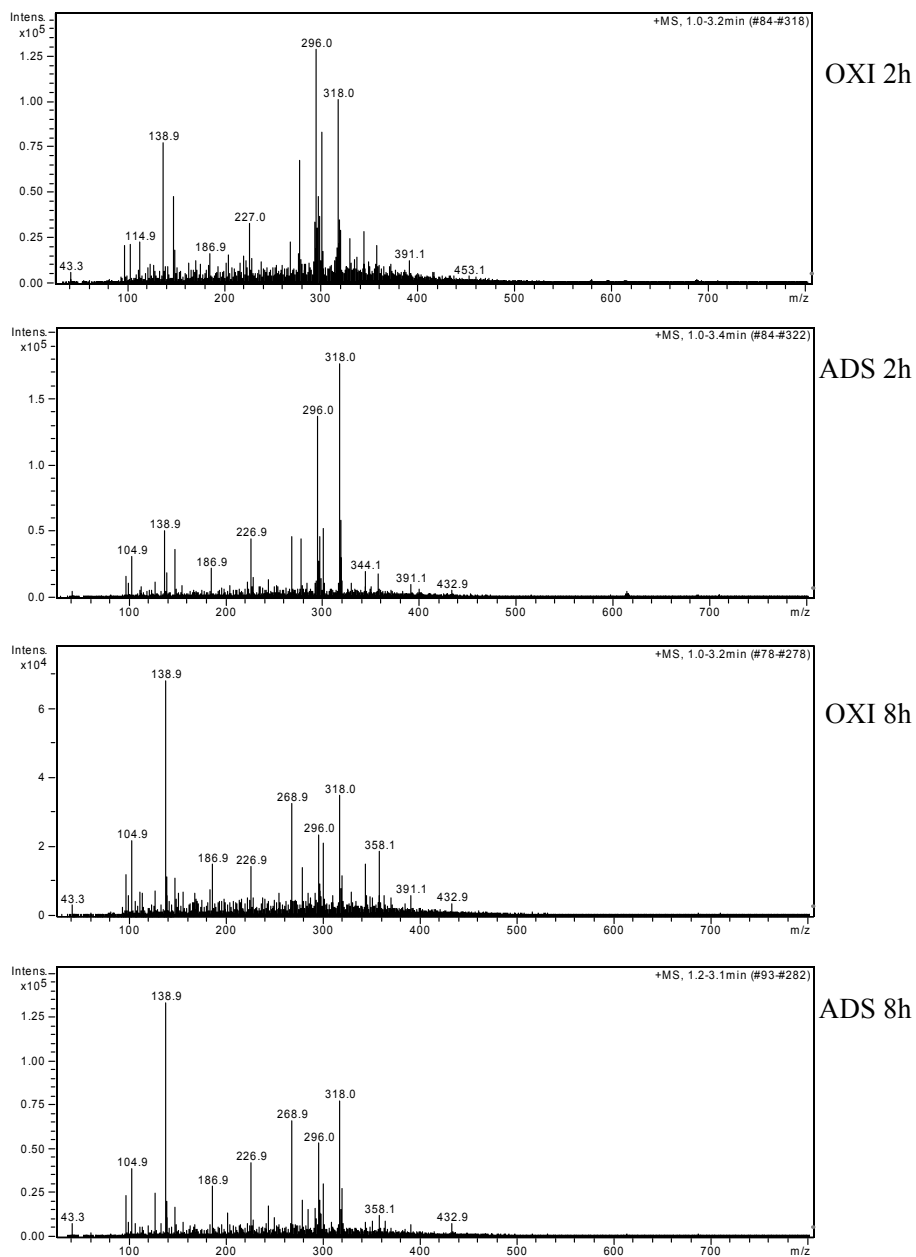 Intens.
x10⁵
+MS, 1.0-3.2min (#84-#318)
OXI 2h
1.25
1.00
0.75
0.50
0.25
0.00
296.0
318.0
138.9
227.0
114.9
186.9
391.1
453.1
43.3
100 200 300 400 500 600 700 m/z
Intens.
x10⁵
+MS, 1.0-3.4min (#84-#322)
ADS 2h
1.5
1.0
0.5
0.0
318.0
296.0
138.9
226.9
104.9
186.9
344.1
391.1
432.9
100 200 300 400 500 600 700 m/z
Intens.
x10⁴
+MS, 1.0-3.2min (#78-#278)
OXI 8h
6
4
2
0
138.9
268.9
318.0
104.9
296.0
186.9
226.9
358.1
391.1
432.9
43.3
100 200 300 400 500 600 700 m/z
Intens.
x10⁵
+MS, 1.2-3.1min (#93-#282)
ADS 8h
1.25
1.00
0.75
0.50
0.25
0.00
138.9
318.0
268.9
296.0
104.9
226.9
186.9
358.1
432.9
43.3
100 200 300 400 500 600 700 m/z